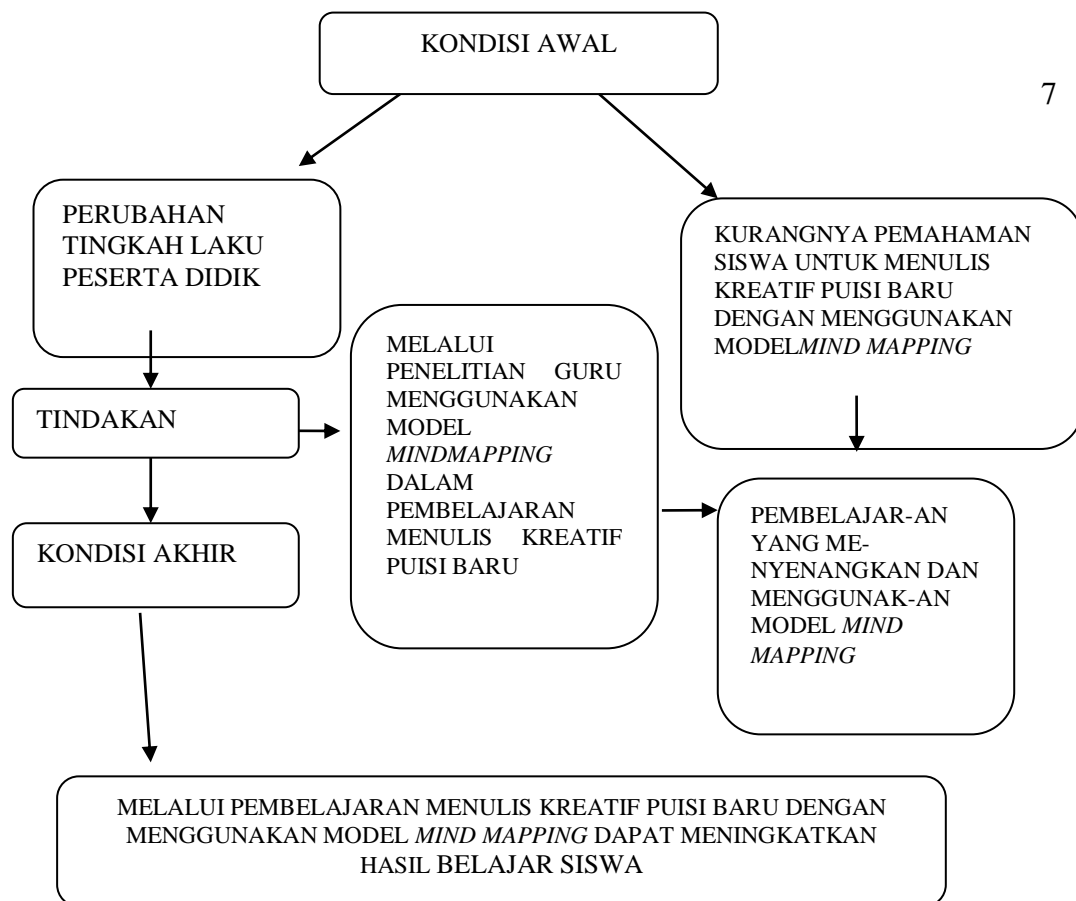 KONDISI AWAL
7
PERUBAHAN
TINGKAH LAKU
PESERTA DIDIK
KURANGNYA PEMAHAMAN
SISWA UNTUK MENULIS
KREATIF PUISI BARU
DENGAN MENGGUNAKAN
MODELMIND MAPPING
TINDAKAN
MELALUI
PENELITIAN GURU
MENGGUNAKAN
MODEL
MINDMAPPING
DALAM
PEMBELAJARAN
MENULIS KREATIF
PUISI BARU
PEMBELAJAR-AN
YANG ME-
NYENANGKAN DAN
MENGGUNAK-AN
MODEL MIND
MAPPING
KONDISI AKHIR
MELALUI PEMBELAJARAN MENULIS KREATIF PUISI BARU DENGAN
MENGGUNAKAN MODEL MIND MAPPING DAPAT MENINGKATKAN
HASIL BELAJAR SISWA